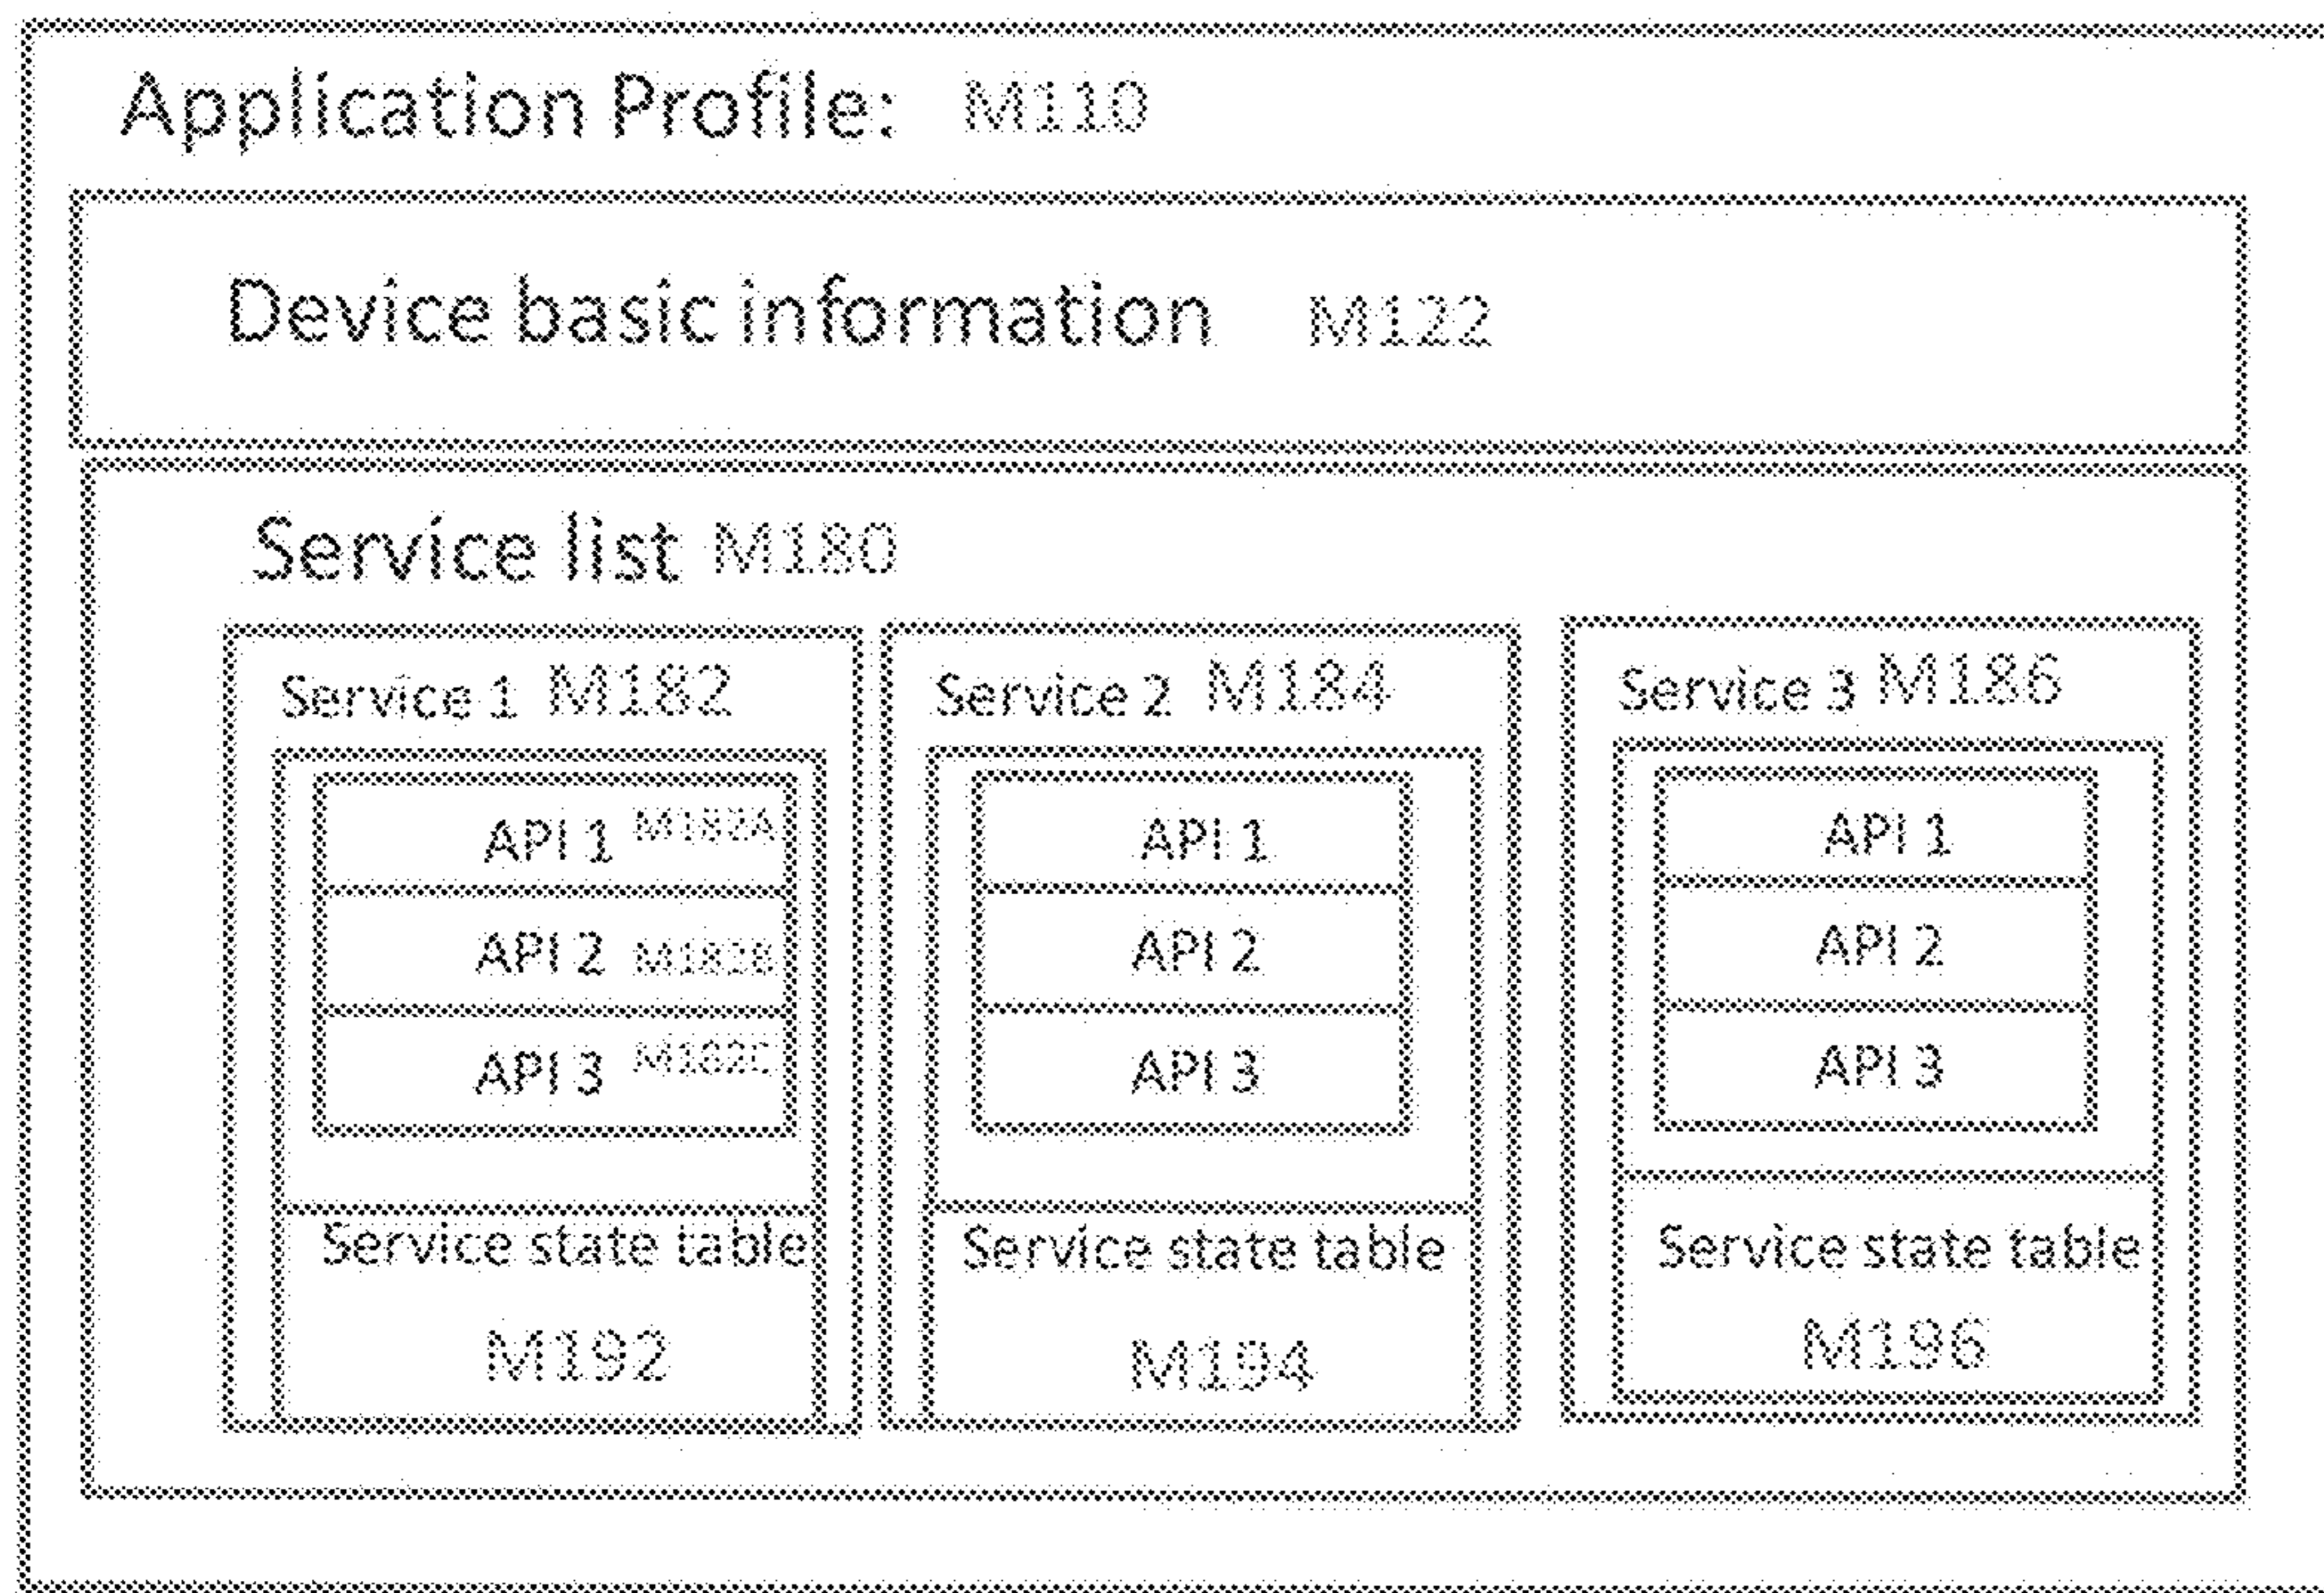 Application Profile: M110
Device basic information M122
Service list M180
Service 1 M182
API 1 M182A
API 2 M182B
API 3 M182C
Service state table
M192
Service 2 M184
API 1
API 2
API 3
Service state table
M194
Service 3 M186
API 1
API 2
API 3
Service state table
M196